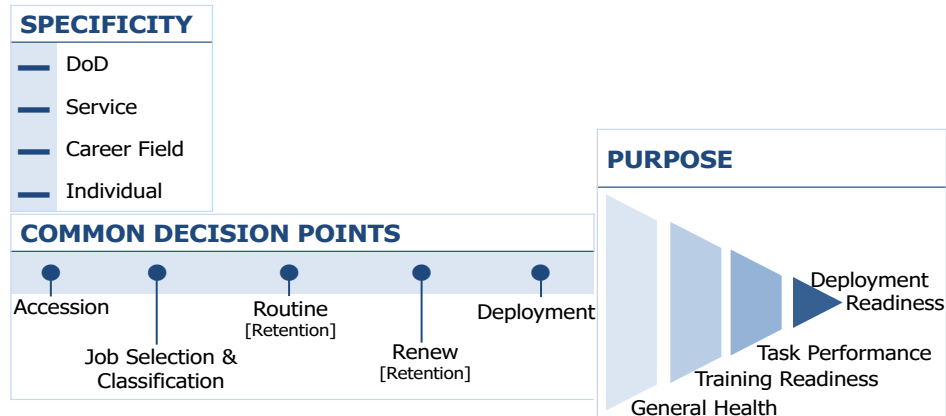 SPECIFICITY
DoD
Service
Career Field
Individual
COMMON DECISION POINTS
Accession
Job Selection &
Classification
Routine
[Retention]
Renew
[Retention]
Deployment
PURPOSE
Deployment
Readiness
Task Performance
Training Readiness
General Health